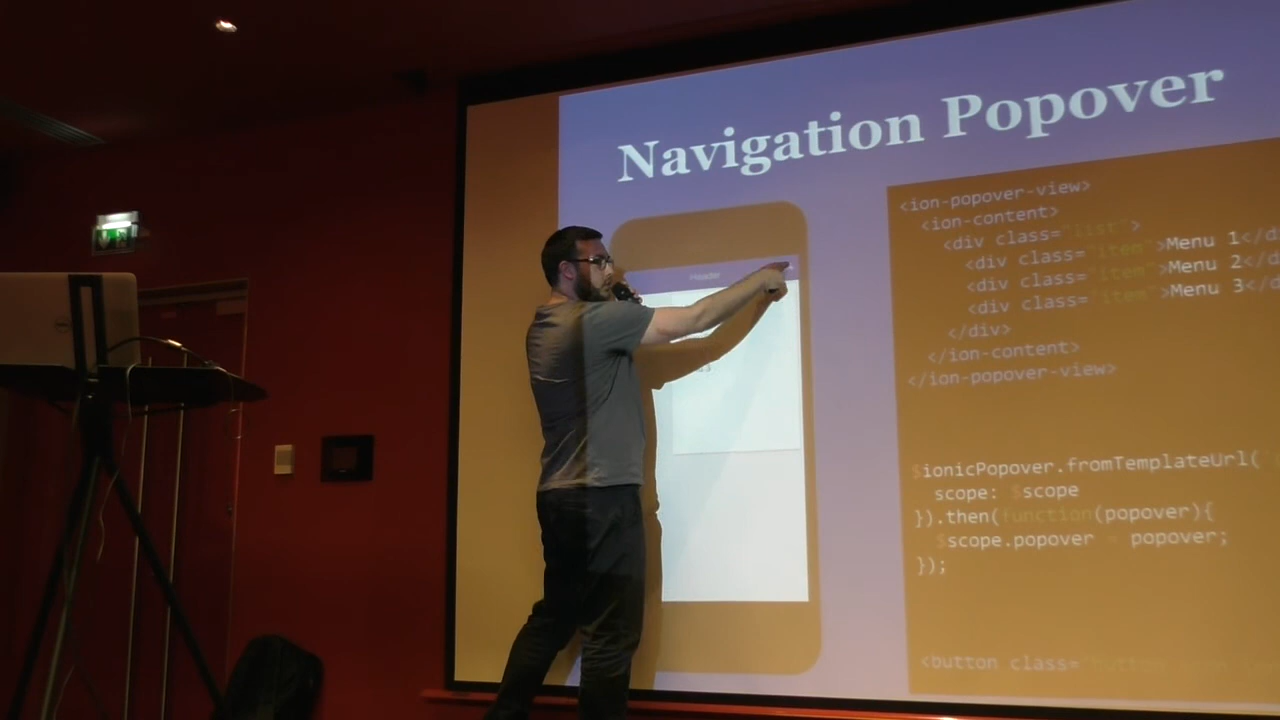 Navigation Popover
Header
<ion-popover-view>
<ion-content>
<div class="list">
<div class="item">Menu 1</d
<div class="item">Menu 2</d
<div class="item">Menu 3</d
</div>
</ion-content>
</ion-popover-view>
$ionicPopover.fromTemplateUrl(
scope: $scope
}).then(function(popover){
$scope.popover = popover;
});
<button class="button